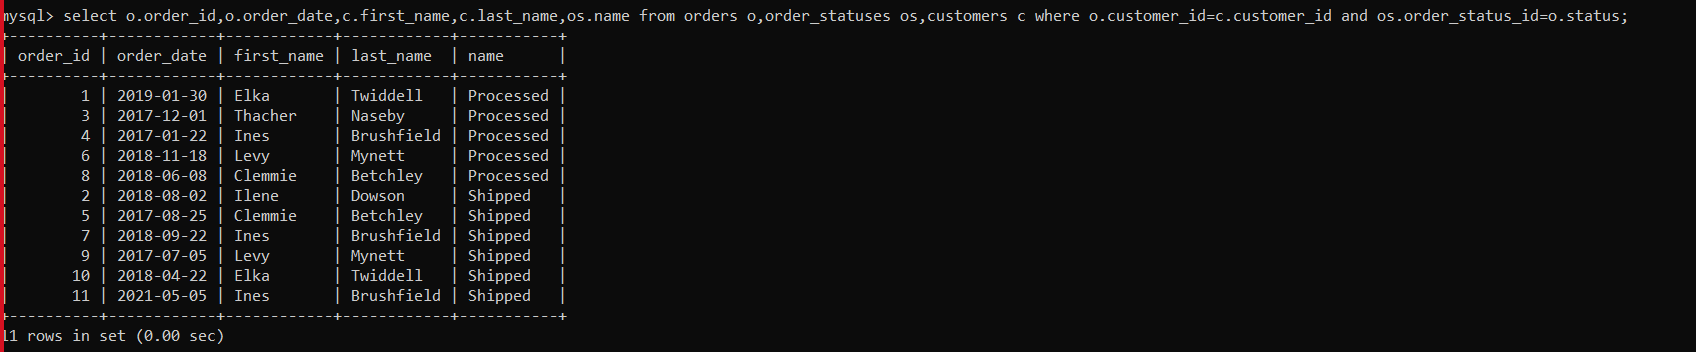 mysql> select o.order_id,o.order_date,c.first_name,c.last_name,os.name from orders o,order_statuses os,customers c where o.customer_id=c.customer_id and os.order_status_id=o.status;
+----------+------------+------------+------------+-----------+
| order_id | order_date | first_name | last_name  | name      |
+----------+------------+------------+------------+-----------+
|        1 | 2019-01-30 | Elka       | Twiddell   | Processed |
|        3 | 2017-12-01 | Thacher    | Naseby     | Processed |
|        4 | 2017-01-22 | Ines       | Brushfield | Processed |
|        6 | 2018-11-18 | Levy       | Mynett     | Processed |
|        8 | 2018-06-08 | Clemmie    | Betchley   | Processed |
|        2 | 2018-08-02 | Ilene      | Dowson     | Shipped   |
|        5 | 2017-08-25 | Clemmie    | Betchley   | Shipped   |
|        7 | 2018-09-22 | Ines       | Brushfield | Shipped   |
|        9 | 2017-07-05 | Levy       | Mynett     | Shipped   |
|       10 | 2018-04-22 | Elka       | Twiddell   | Shipped   |
|       11 | 2021-05-05 | Ines       | Brushfield | Shipped   |
+----------+------------+------------+------------+-----------+
11 rows in set (0.00 sec)